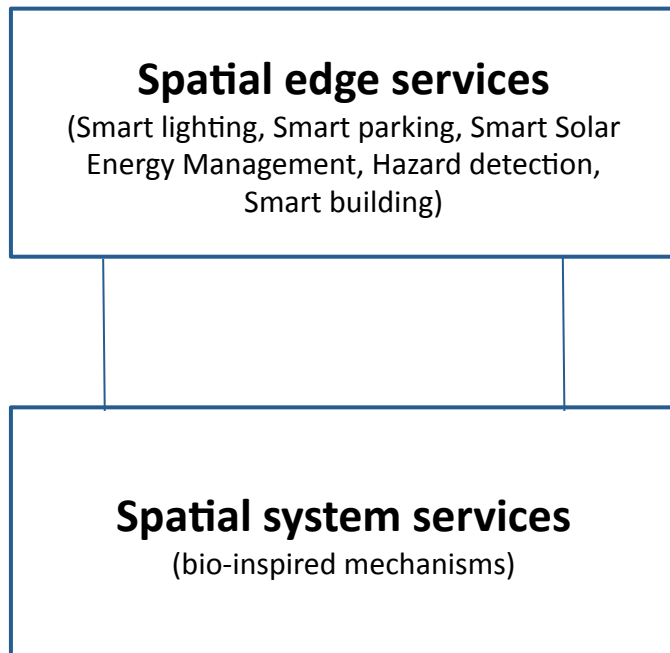 Spatial edge services
(Smart lighting, Smart parking, Smart Solar
Energy Management, Hazard detection,
Smart building)
Spatial system services
(bio-inspired mechanisms)